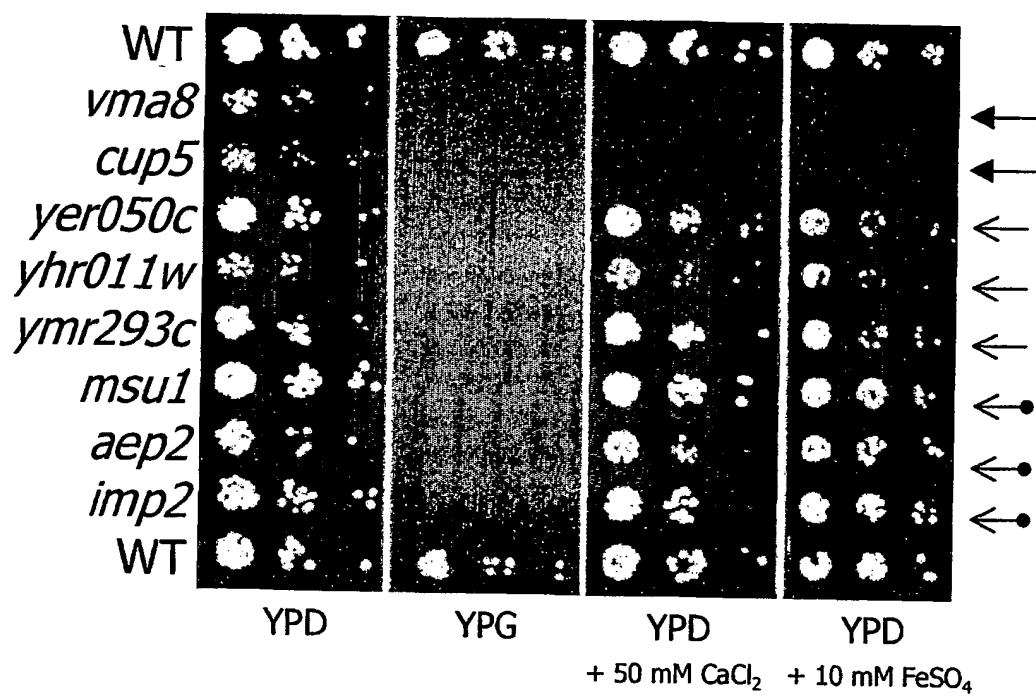 WT
vma8
cup5
yer050c
yhr011w
ymr293c
msu1
aep2
imp2
WT
YPD YPG YPD YPD
+ 50 mM CaCl₂ + 10 mM FeSO₄